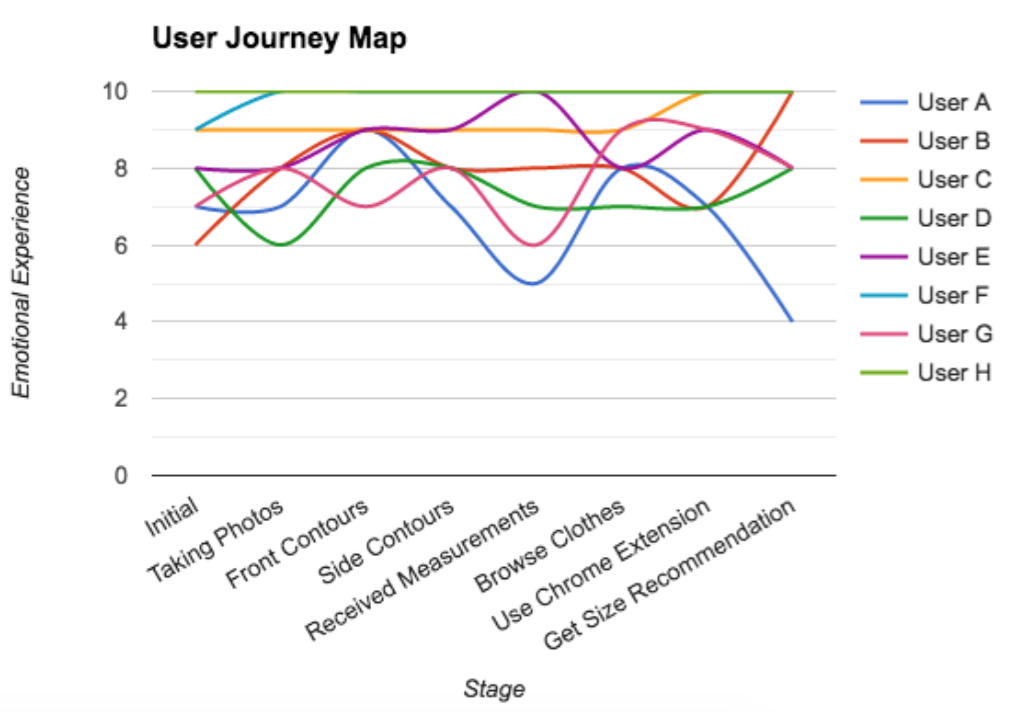 User Journey Map
10
8
6
4
2
0
Emotional Experience
User A
User B
User C
User D
User E
User F
User G
User H
Initial
Taking Photos
Front Contours
Side Contours
Received Measurements
Browse Clothes
Use Chrome Extension
Get Size Recommendation
Stage